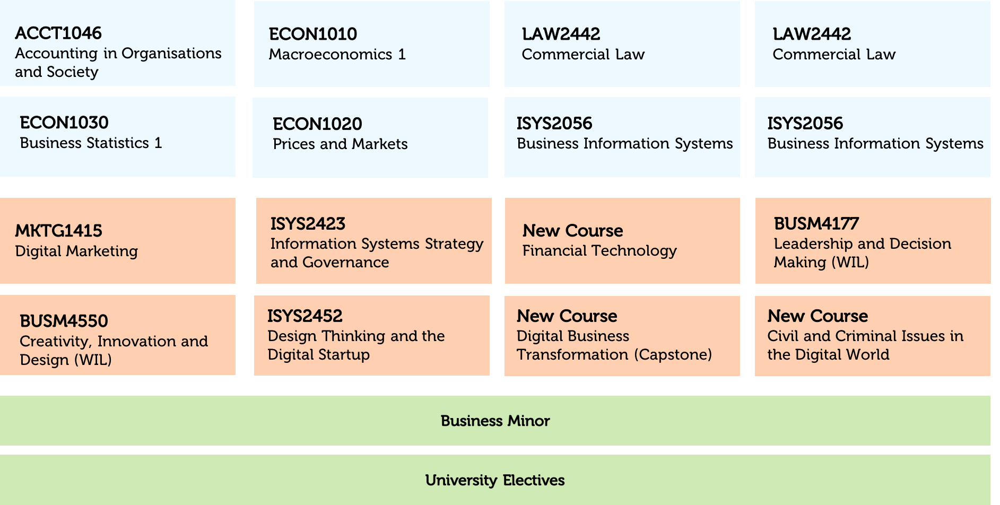 ACCT1046
Accounting in Organisations
and Society
ECON1010
Macroeconomics 1
LAW2442
Commercial Law
LAW2442
Commercial Law
ECON1030
Business Statistics 1
ECON1020
Prices and Markets
ISYS2056
Business Information Systems
ISYS2056
Business Information Systems
MKTG1415
Digital Marketing
ISYS2423
Information Systems Strategy
and Governance
New Course
Financial Technology
BUSM4177
Leadership and Decision
Making (WIL)
BUSM4550
Creativity, Innovation and
Design (WIL)
ISYS2452
Design Thinking and the
Digital Startup
New Course
Digital Business
Transformation (Capstone)
New Course
Civil and Criminal Issues in
the Digital World
Business Minor
University Electives